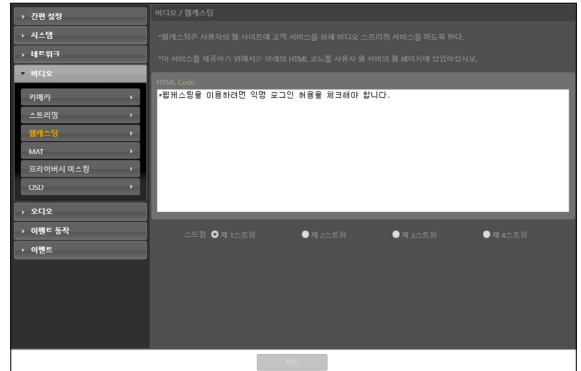 간편 설정
시스템
네트워크
비디오
카메라
스트리밍
웹캐스팅
MAT
프라이버시 마스킹
OSD
오디오
이벤트 동작
이벤트
비디오 / 웹캐스팅
*웹캐스팅은 사용자의 웹 사이트에 고객 서비스를 위해 비디오 스트리밍 서비스를 하도록 한다.
*이 서비스를 제공하기 위해서는 아래의 HTML 코드를 사용자 웹 서버의 웹 페이지에 삽입하십시오.
HTML Code
*웹캐스팅을 이용하려면 익명 로그인 허용을 체크해야 합니다.
스트림 제 1스트림 제 2스트림 제 3스트림 제 4스트림
저장